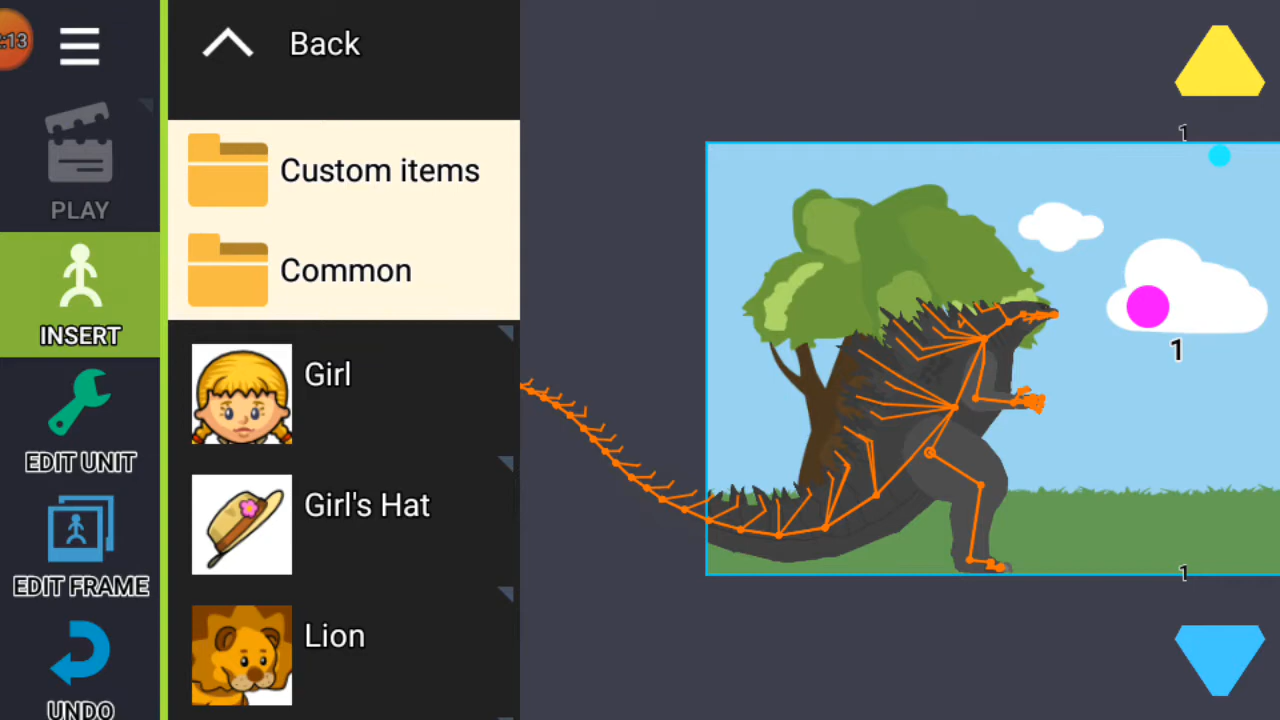 :13
Back
PLAY
Custom items
Common
INSERT
Girl
EDIT UNIT
Girl's Hat
EDIT FRAME
Lion
UNDO
1
1
1